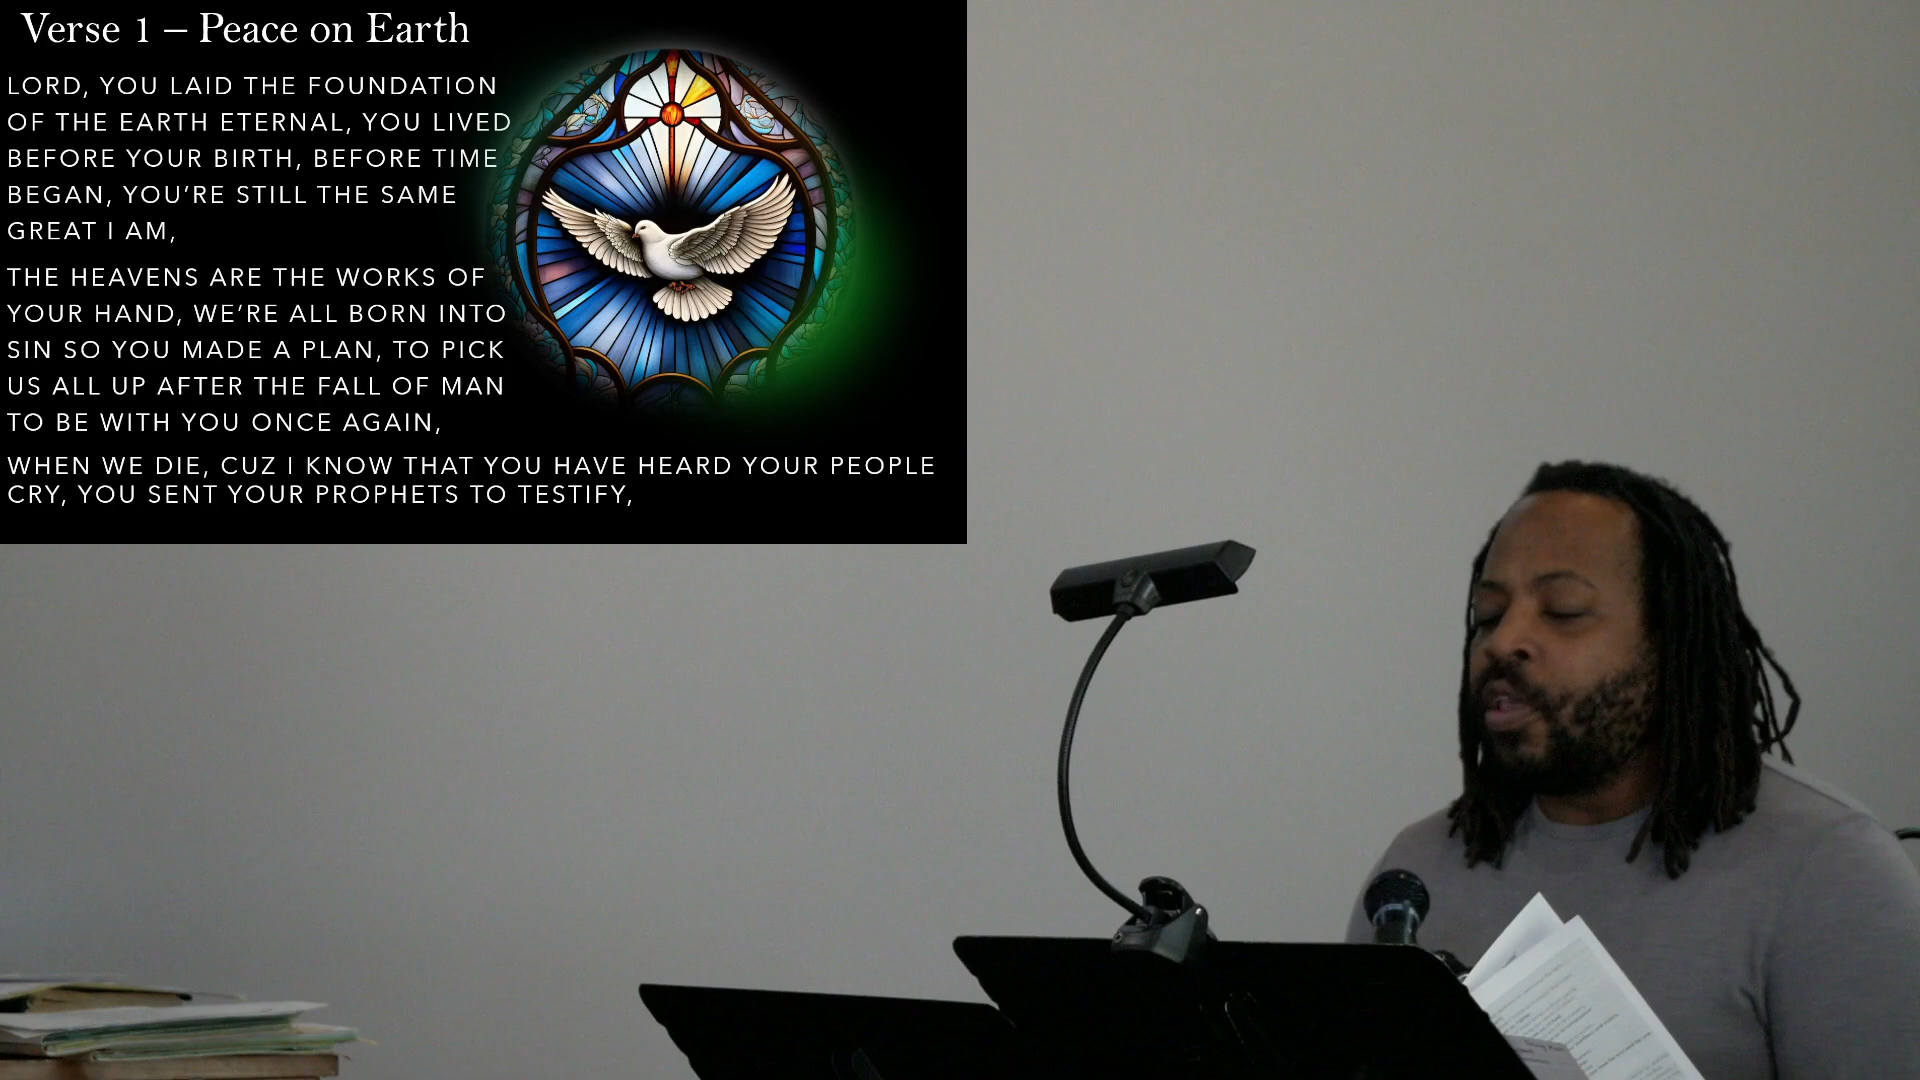 Verse 1 – Peace on Earth
LORD, YOU LAID THE FOUNDATION
OF THE EARTH ETERNAL, YOU LIVED
BEFORE YOUR BIRTH, BEFORE TIME
BEGAN, YOU’RE STILL THE SAME
GREAT I AM,
THE HEAVENS ARE THE WORKS OF
YOUR HAND, WE’RE ALL BORN INTO
SIN SO YOU MADE A PLAN, TO PICK
US ALL UP AFTER THE FALL OF MAN
TO BE WITH YOU ONCE AGAIN,
WHEN WE DIE, CUZ I KNOW THAT YOU HAVE HEARD YOUR PEOPLE
CRY, YOU SENT YOUR PROPHETS TO TESTIFY,